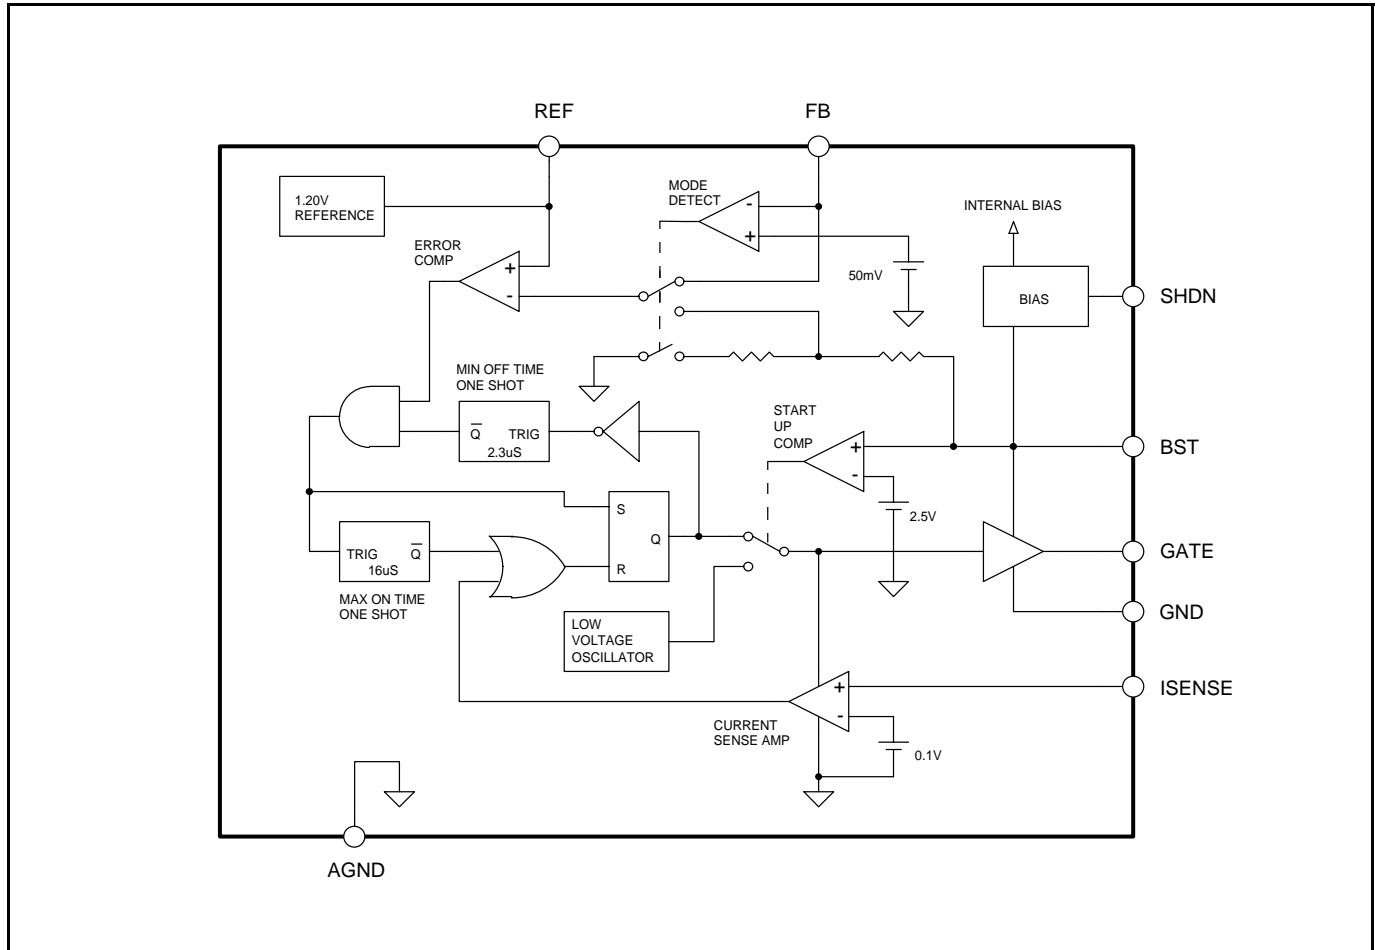 REF
FB
1.20V
REFERENCE
MODE
DETECT
-
+
INTERNAL BIAS
ERROR
COMP
+
-
50mV
BIAS
SHDN
MIN OFF TIME
ONE SHOT
Q TRIG
2.3uS
START
UP
COMP
+
-
BST
2.5V
S
Q
R
TRIG Q
16uS
MAX ON TIME
ONE SHOT
GATE
GND
LOW
VOLTAGE
OSCILLATOR
+
-
ISENSE
CURRENT
SENSE AMP
0.1V
AGND